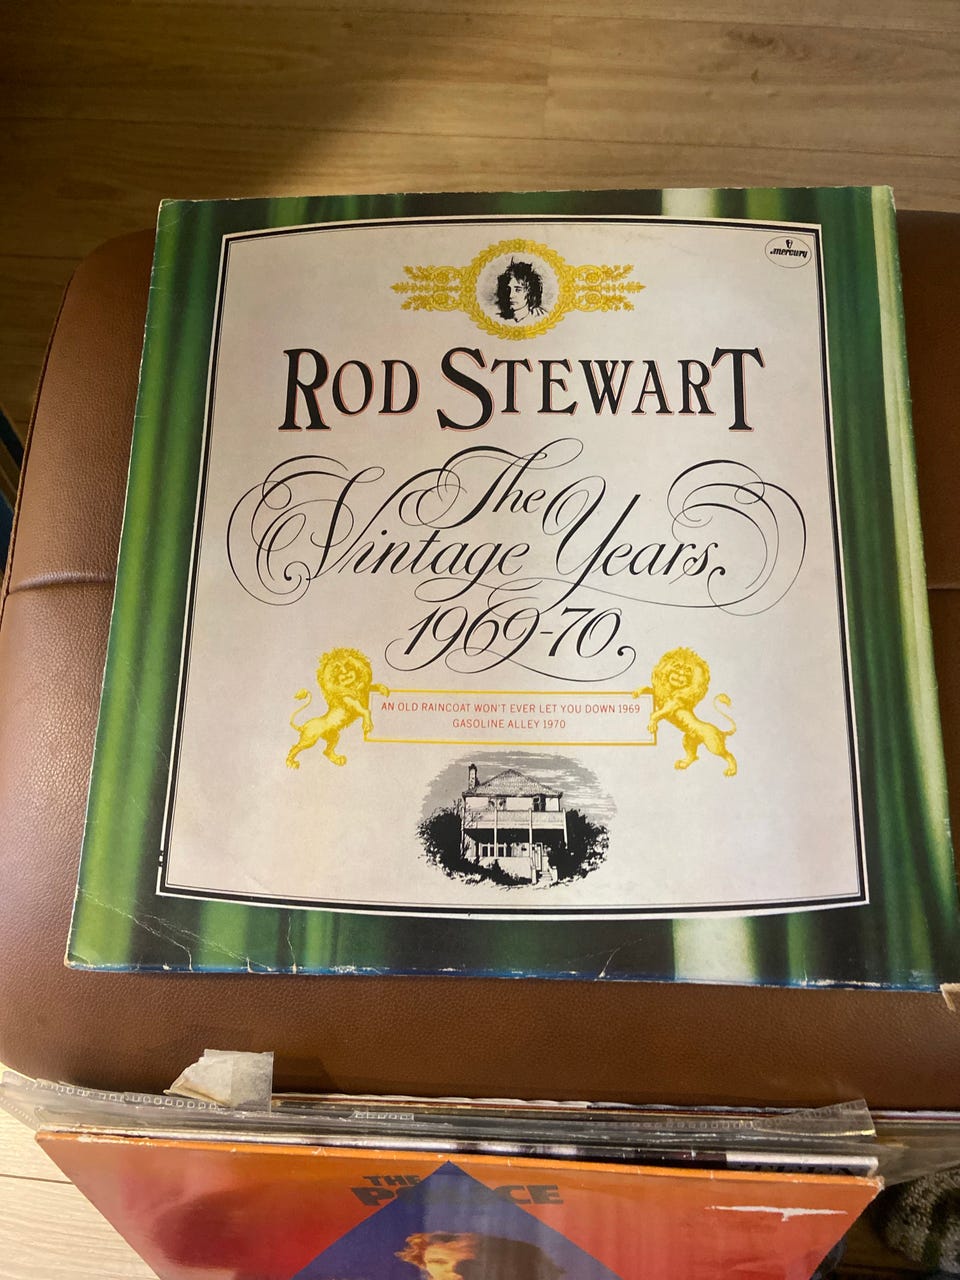 mercury
ROD STEWART
The
Vintage Years
1969-70.
AN OLD RAINCOAT WON'T EVER LET YOU DOWN 1969
GASOLINE ALLEY 1970
THE